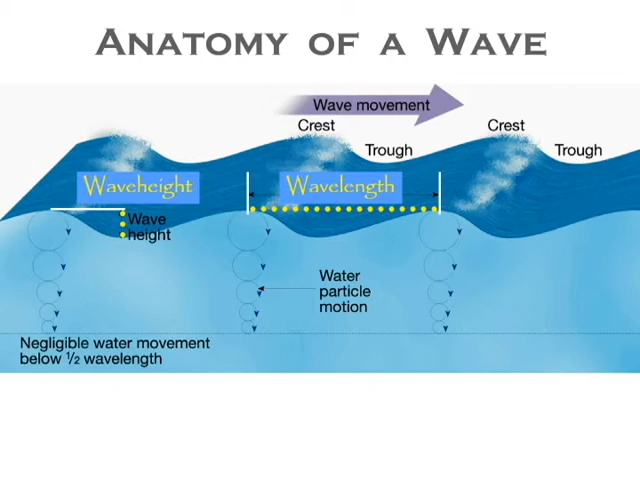 ANATOMY OF A WAVE
Wave movement
Crest
Crest
Trough
Trough
Waveheight
Wavelength
Wave
height
Water
particle
motion
Negligible water movement
below ½ wavelength